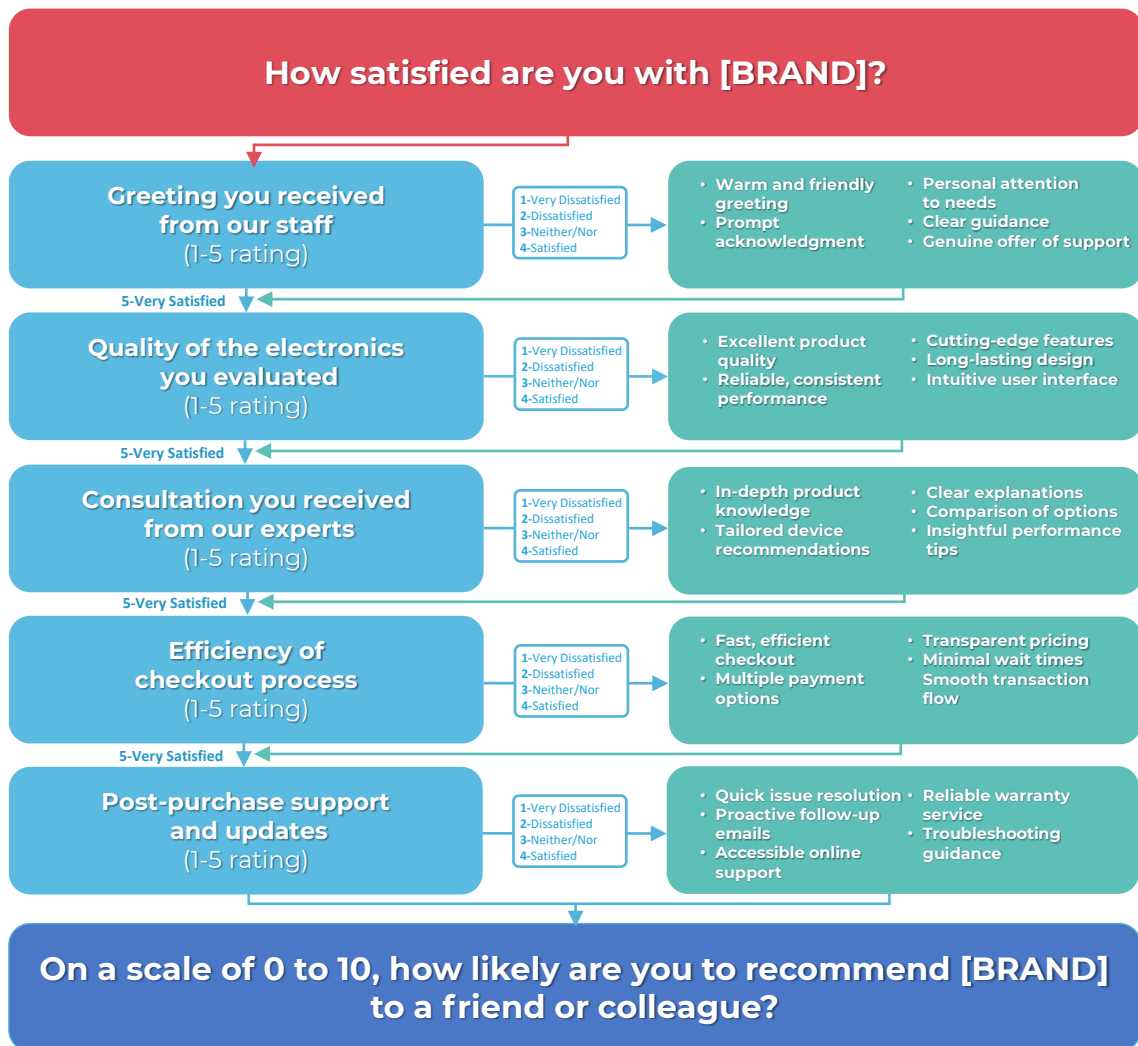 How satisfied are you with [BRAND]?
Greeting you received
from our staff
(1-5 rating)
1-Very Dissatisfied
2-Dissatisfied
3-Neither/Nor
4-Satisfied
• Warm and friendly
greeting
• Prompt
acknowledgment
• Personal attention
to needs
• Clear guidance
• Genuine offer of support
5-Very Satisfied
Quality of the electronics
you evaluated
(1-5 rating)
1-Very Dissatisfied
2-Dissatisfied
3-Neither/Nor
4-Satisfied
• Excellent product
quality
• Reliable, consistent
performance
• Cutting-edge features
• Long-lasting design
• Intuitive user interface
5-Very Satisfied
Consultation you received
from our experts
(1-5 rating)
1-Very Dissatisfied
2-Dissatisfied
3-Neither/Nor
4-Satisfied
• In-depth product
knowledge
• Tailored device
recommendations
• Clear explanations
• Comparison of options
• Insightful performance
tips
5-Very Satisfied
Efficiency of
checkout process
(1-5 rating)
1-Very Dissatisfied
2-Dissatisfied
3-Neither/Nor
4-Satisfied
• Fast, efficient
checkout
• Multiple payment
options
• Transparent pricing
• Minimal wait times
• Smooth transaction
flow
5-Very Satisfied
Post-purchase support
and updates
(1-5 rating)
1-Very Dissatisfied
2-Dissatisfied
3-Neither/Nor
4-Satisfied
• Quick issue resolution
• Proactive follow-up
emails
• Accessible online
support
• Reliable warranty
service
• Troubleshooting
guidance
On a scale of 0 to 10, how likely are you to recommend [BRAND]
to a friend or colleague?